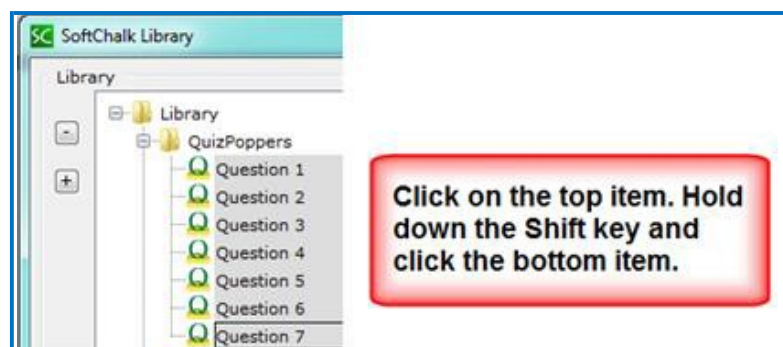 SC SoftChalk Library
Library
-
+
Library
QuizPoppers
Question 1
Question 2
Question 3
Question 4
Question 5
Question 6
Question 7
Click on the top item. Hold
down the Shift key and
click the bottom item.